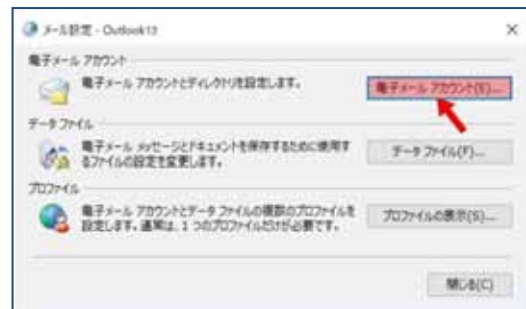 メール設定 - Outlook13
電子メール アカウント
電子メール アカウントとディレクトリを設定します。
電子メール アカウント(E)...
データ ファイル
電子メール メッセージとドキュメントを保存するために使用す
るファイルの設定を変更します。
データ ファイル(F)...
プロファイル
電子メール アカウントとデータ ファイルの複数のプロファイルを
設定します。通常は、1 つのプロファイルだけが必要です。
プロファイルの表示(S)...
閉じる(C)